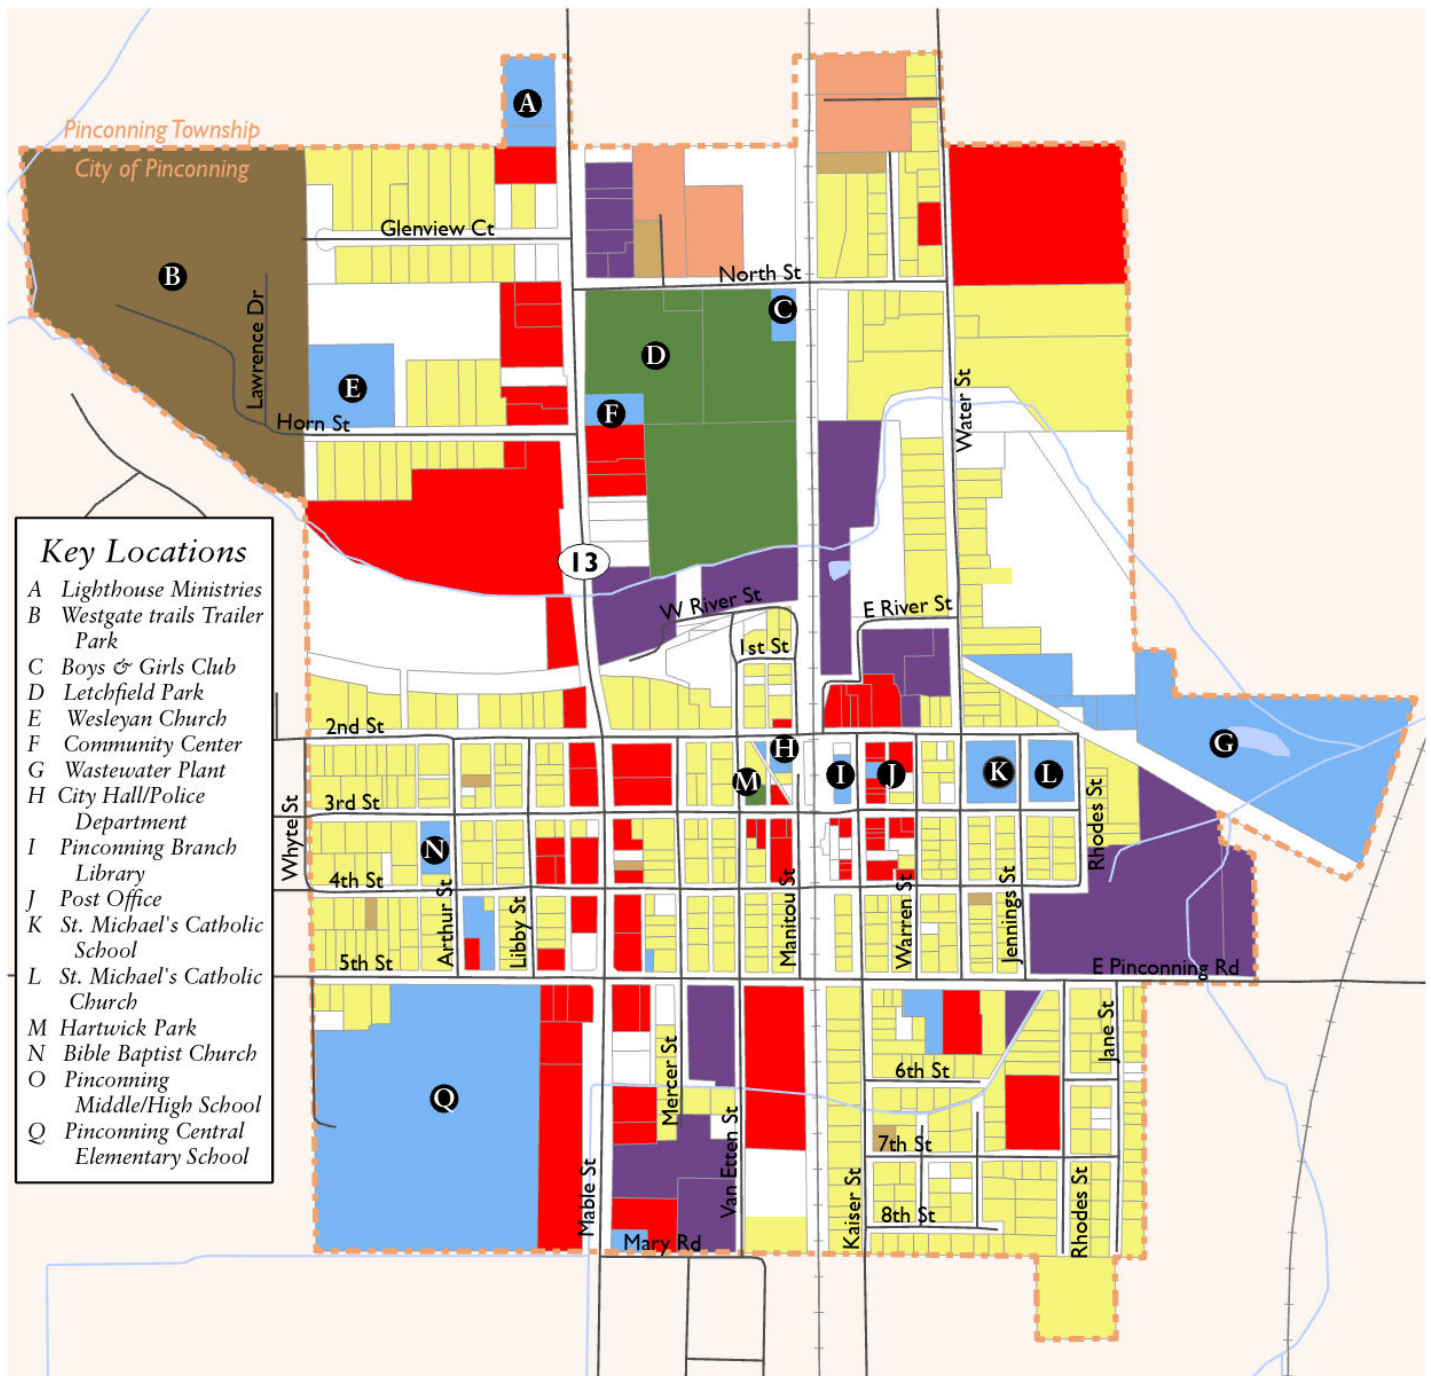 A
Pinconning Township
City of Pinconning
Glenview Ct
B
North St
C
Lawrence Dr
D
E
F
Horn St
Water St
13
W River St
E River St
1st St
2nd St
H
G
M
I
J
K
L
3rd St
Whyte St
Rhodes St
N
4th St
Arthur St
Libby St
Manitou St
Warren St
Jennings St
5th St
E Pinconning Rd
Q
Mercer St
6th St
Jane St
7th St
Van Etten St
Mable St
Kaiser St
8th St
Rhodes St
Mary Rd
Key Locations
A Lighthouse Ministries
B Westgate trails Trailer
Park
C Boys & Girls Club
D Letchfield Park
E Wesleyan Church
F Community Center
G Wastewater Plant
H City Hall/Police
Department
I Pinconning Branch
Library
J Post Office
K St. Michael's Catholic
School
L St. Michael's Catholic
Church
M Hartwick Park
N Bible Baptist Church
O Pinconning
Middle/High School
Q Pinconning Central
Elementary School